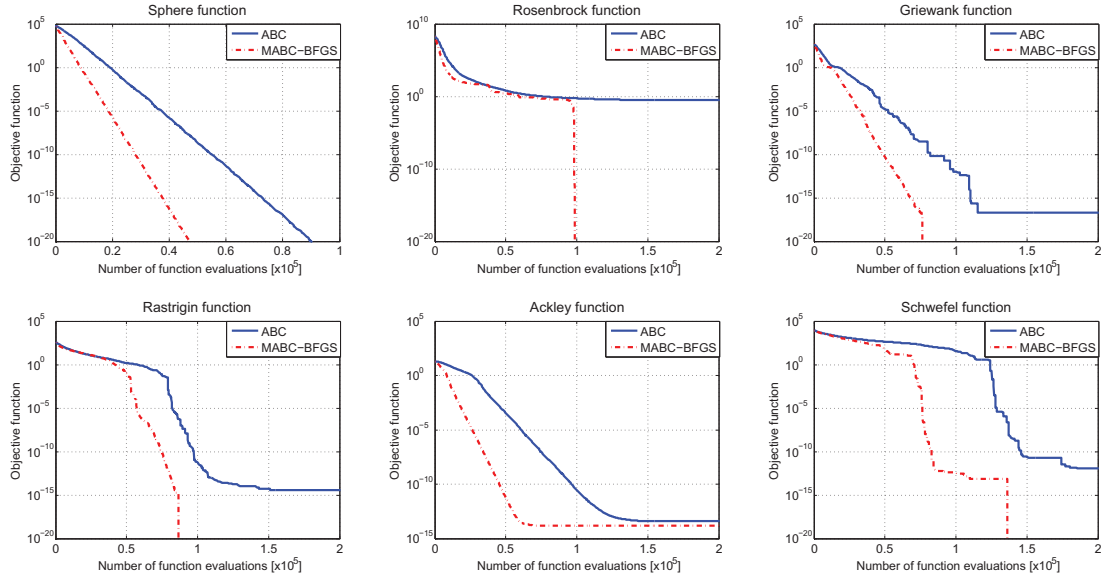 Sphere function
10^5
10^0
10^-5
10^-10
10^-15
10^-20
Objective function
0 0.2 0.4 0.6 0.8 1
Number of function evaluations [x10^5]
ABC
MABC−BFGS
Rosenbrock function
10^10
10^0
10^-10
10^-20
Objective function
0 0.5 1 1.5 2
Number of function evaluations [x10^5]
ABC
MABC−BFGS
Griewank function
10^5
10^0
10^-5
10^-10
10^-15
10^-20
Objective function
0 0.5 1 1.5 2
Number of function evaluations [x10^5]
ABC
MABC−BFGS
Rastrigin function
10^5
10^0
10^-5
10^-10
10^-15
10^-20
Objective function
0 0.5 1 1.5 2
Number of function evaluations [x10^5]
ABC
MABC−BFGS
Ackley function
10^5
10^0
10^-5
10^-10
10^-15
Objective function
0 0.5 1 1.5 2
Number of function evaluations [x10^5]
ABC
MABC−BFGS
Schwefel function
10^5
10^0
10^-5
10^-10
10^-15
10^-20
Objective function
0 0.5 1 1.5 2
Number of function evaluations [x10^5]
ABC
MABC−BFGS